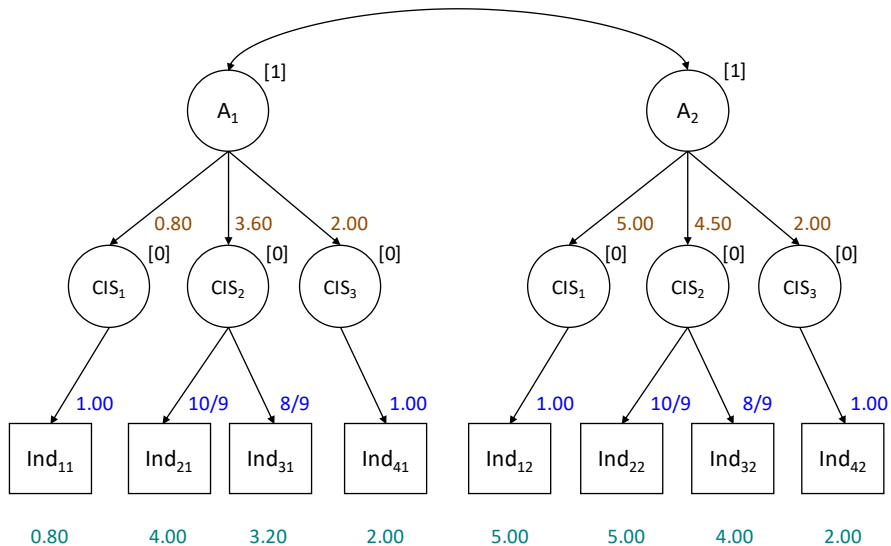 [1] [1]
A₁ A₂
0.80 3.60 2.00 5.00 4.50 2.00
[0] [0] [0] [0] [0] [0]
CIS₁ CIS₂ CIS₃ CIS₁ CIS₂ CIS₃
1.00 10/9 8/9 1.00 1.00 10/9 8/9 1.00
Ind₁₁ Ind₂₁ Ind₃₁ Ind₄₁ Ind₁₂ Ind₂₂ Ind₃₂ Ind₄₂
0.80 4.00 3.20 2.00 5.00 5.00 4.00 2.00